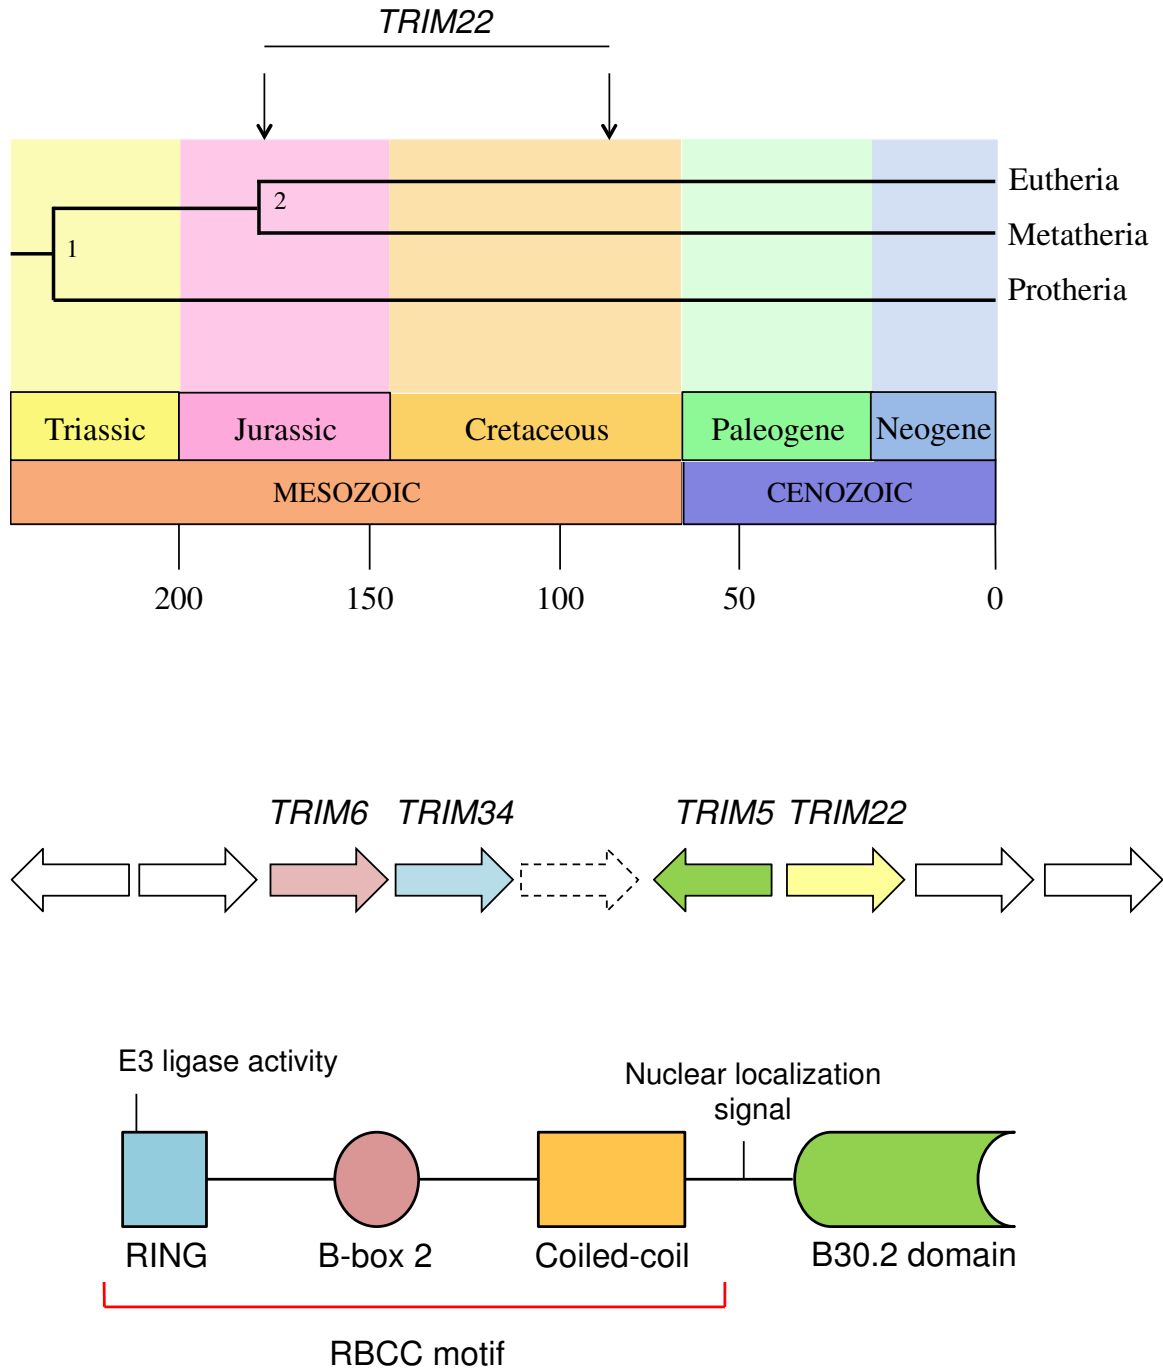 TRIM22
1
2
Eutheria
Metatheria
Protheria
Triassic Jurassic Cretaceous Paleogene Neogene
MESOZOIC CENOZOIC
200 150 100 50 0
TRIM6 TRIM34 TRIM5 TRIM22
E3 ligase activity
Nuclear localization
signal
RING B-box 2 Coiled-coil B30.2 domain
RBCC motif